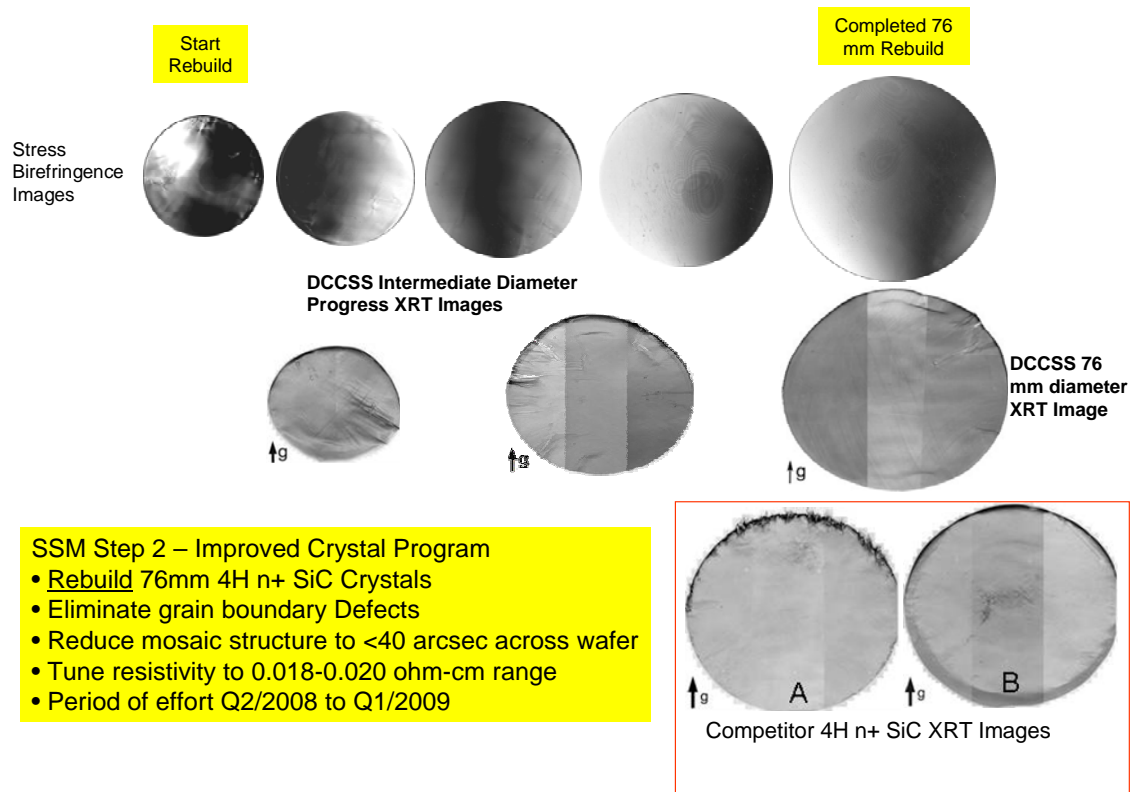 Start
Rebuild
Completed 76
mm Rebuild
Stress
Birefringence
Images
DCCSS Intermediate Diameter
Progress XRT Images
DCCSS 76
mm diameter
XRT Image
g
g
g
SSM Step 2 – Improved Crystal Program
• Rebuild 76mm 4H n+ SiC Crystals
• Eliminate grain boundary Defects
• Reduce mosaic structure to <40 arcsec across wafer
• Tune resistivity to 0.018-0.020 ohm-cm range
• Period of effort Q2/2008 to Q1/2009
A
B
g
g
Competitor 4H n+ SiC XRT Images